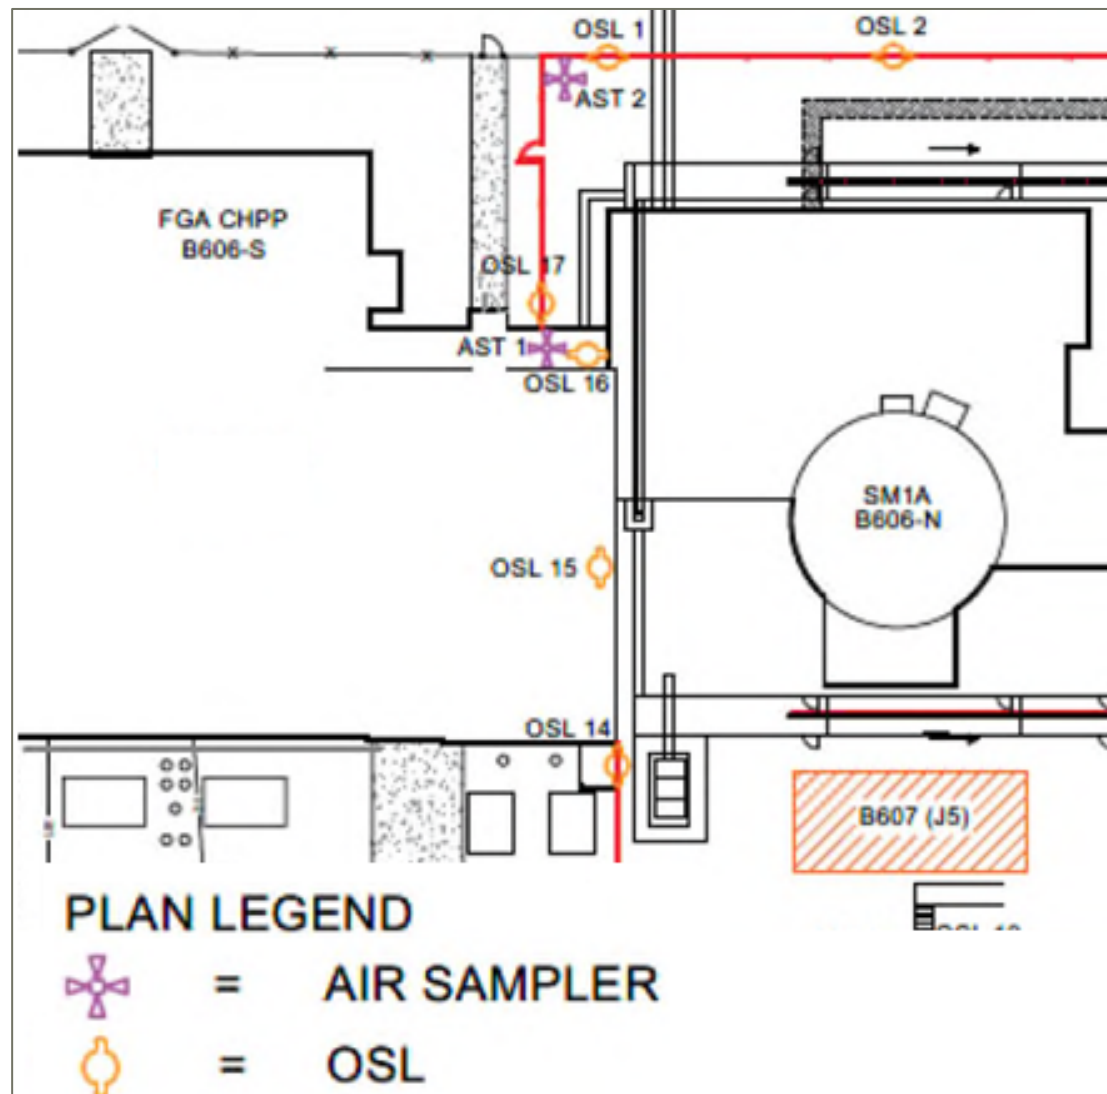 OSL 1
OSL 2
AST 2
FGA CHPP
B606-S
OSL 17
AST 1
OSL 16
SM1A
B606-N
OSL 15
OSL 14
B607 (J5)
PLAN LEGEND
= AIR SAMPLER
= OSL